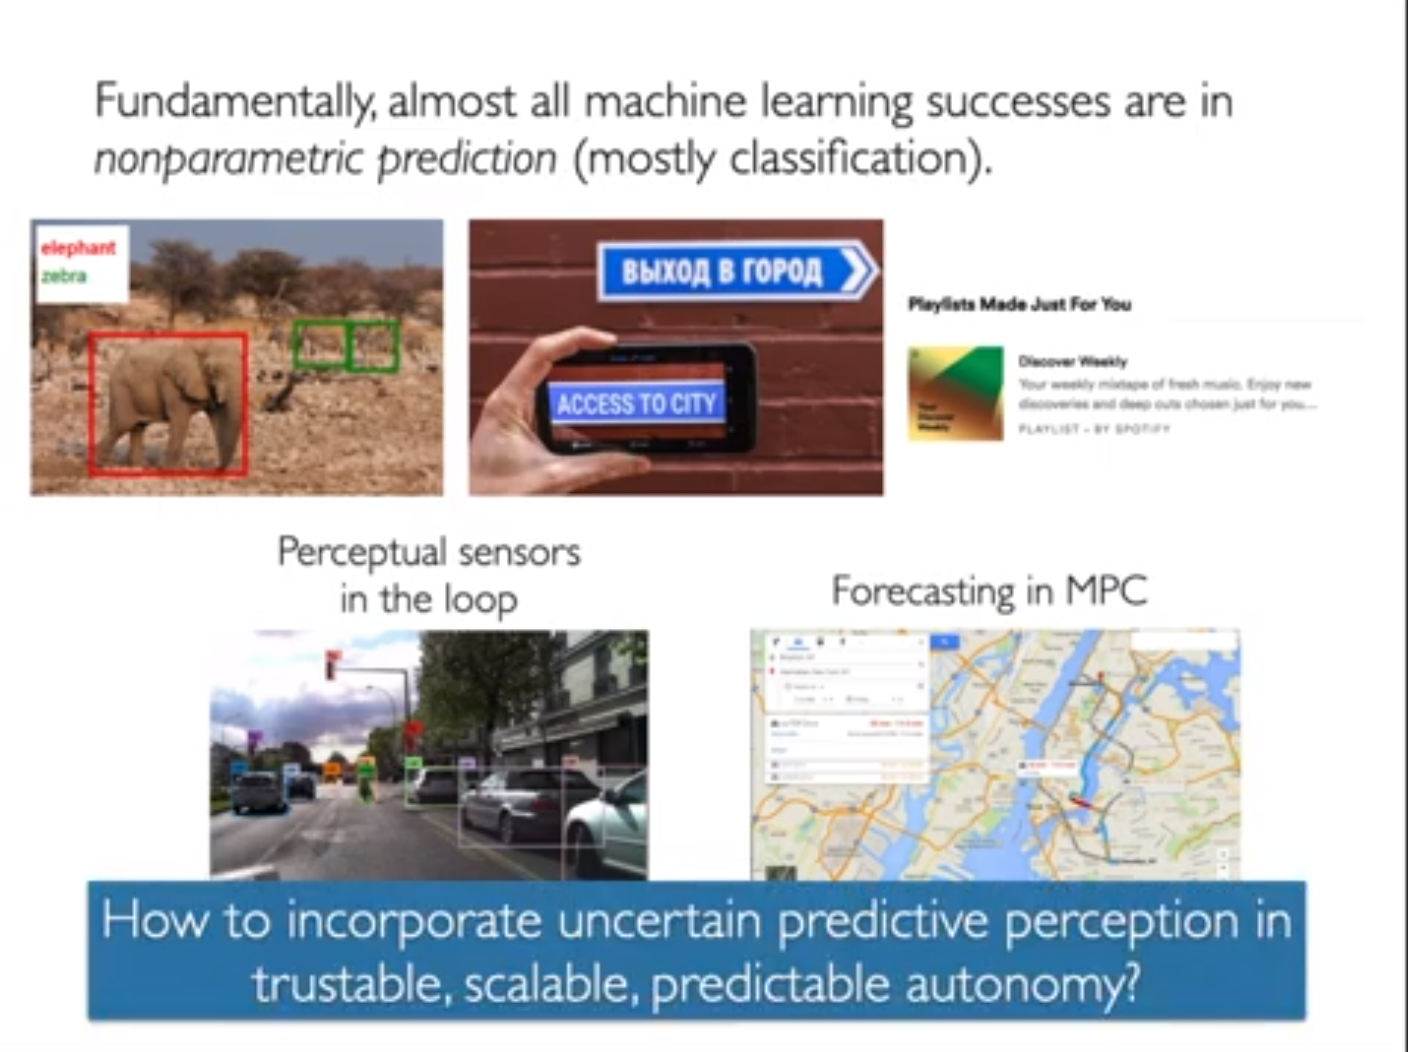 Fundamentally, almost all machine learning successes are in
nonparametric prediction (mostly classification).
elephant
zebra
ВЫХОД В ГОРОД
ACCESS TO CITY
Playlists Made Just For You
Discover Weekly
Your weekly mixtape of fresh music. Enjoy new
discoveries and deep cuts chosen just for you....
PLAYLIST • BY SPOTIFY
Your
Discover
Weekly
Perceptual sensors
in the loop
Forecasting in MPC
How to incorporate uncertain predictive perception in
trustable, scalable, predictable autonomy?